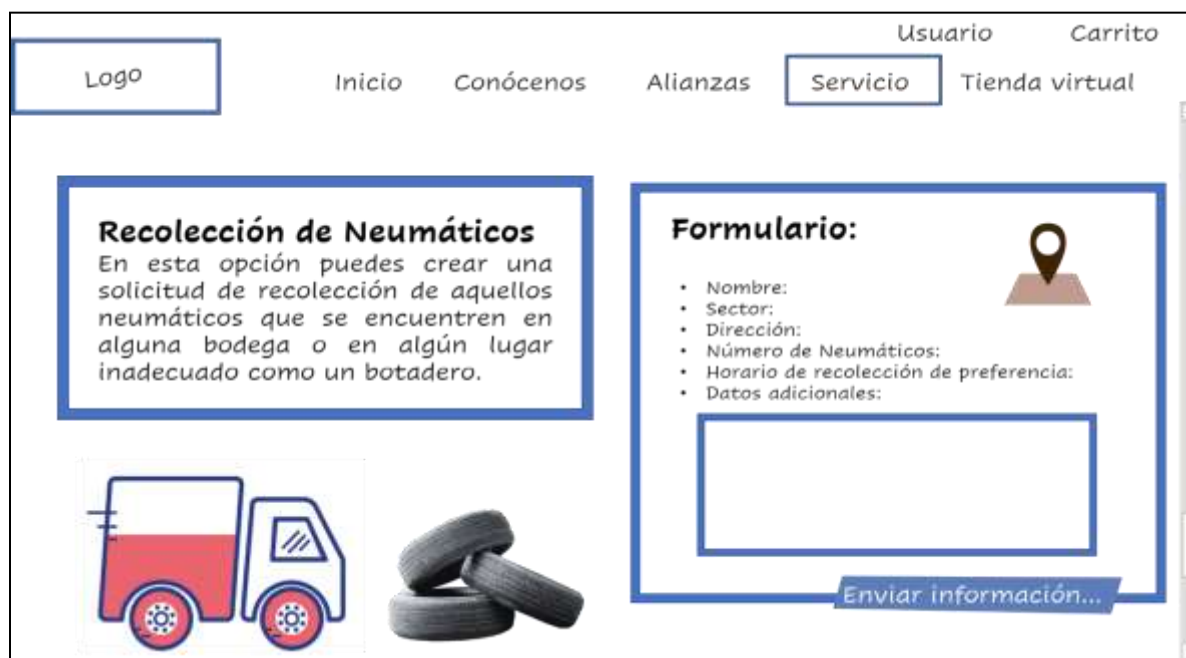 Usuario Carrito
Logo Inicio Conócenos Alianzas Servicio Tienda virtual
Recolección de Neumáticos
En esta opción puedes crear una
solicitud de recolección de aquellos
neumáticos que se encuentren en
alguna bodega o en algún lugar
inadecuado como un botadero.
Formulario:
• Nombre:
• Sector:
• Dirección:
• Número de Neumáticos:
• Horario de recolección de preferencia:
• Datos adicionales:
Enviar información...